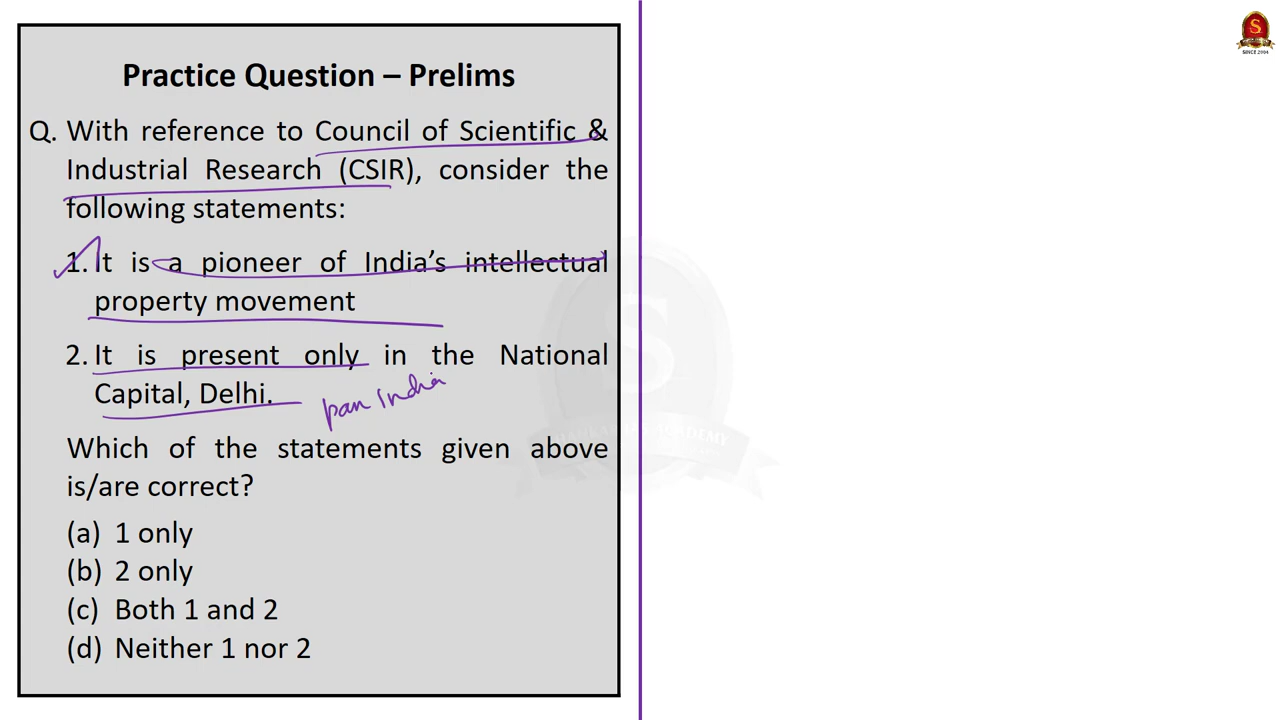 Practice Question – Prelims
Q. With reference to Council of Scientific &
Industrial Research (CSIR), consider the
following statements:
1. It is a pioneer of India's intellectual
property movement
2. It is present only in the National
Capital, Delhi.
pan India
Which of the statements given above
is/are correct?
(a) 1 only
(b) 2 only
(c) Both 1 and 2
(d) Neither 1 nor 2
S
SINCE 2004